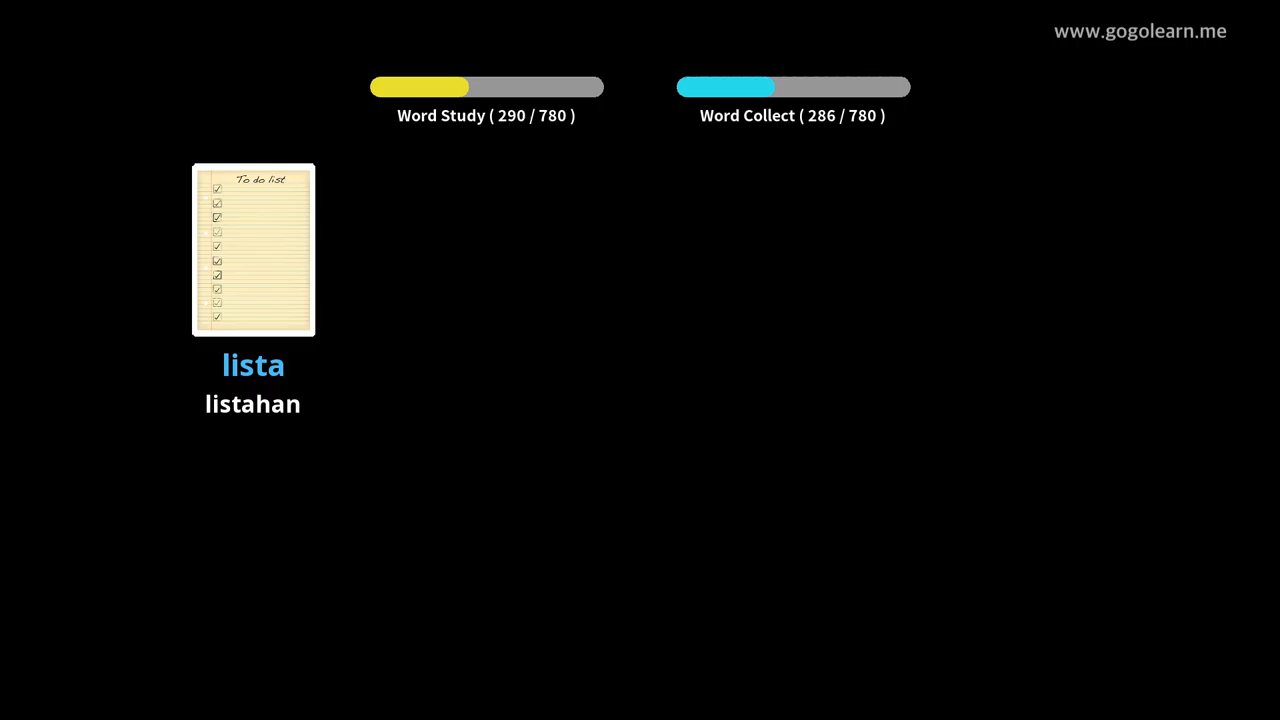 www.gogolearn.me
Word Study ( 290 / 780 )
Word Collect ( 286 / 780 )
To do list
lista
listahan